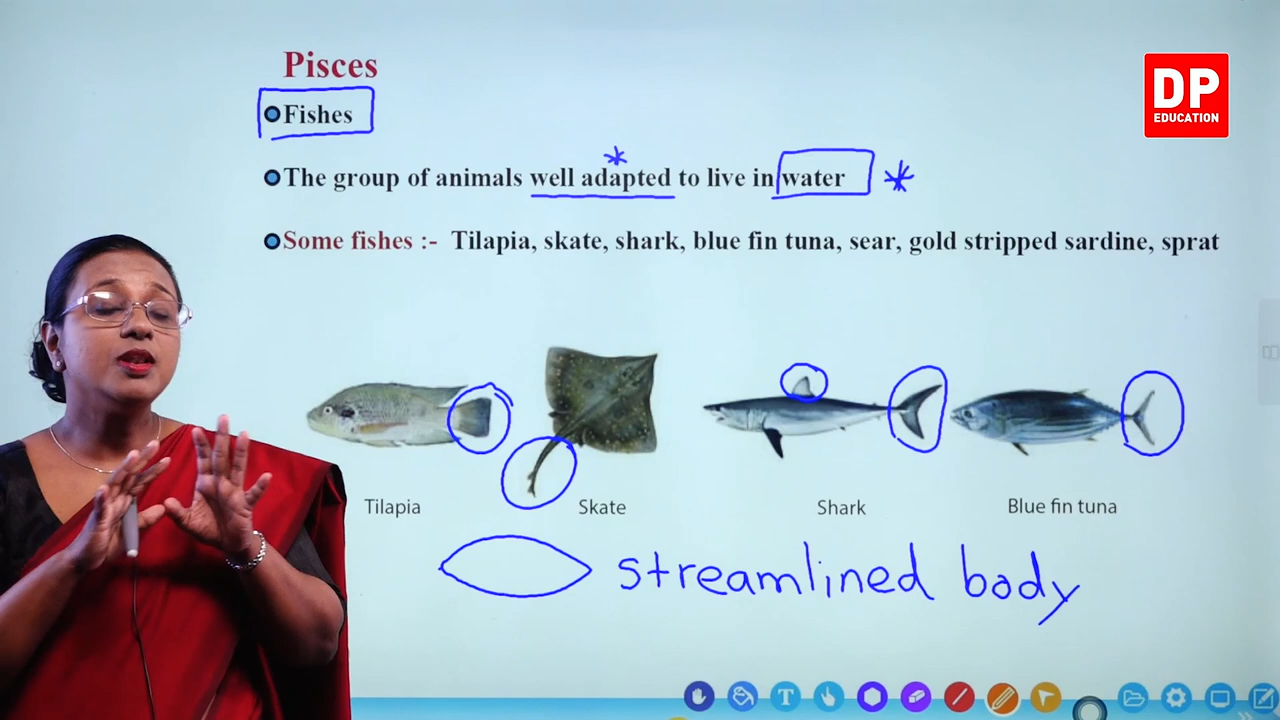 Pisces
DP
EDUCATION
Fishes
The group of animals well adapted to live in water
Some fishes :- Tilapia, skate, shark, blue fin tuna, sear, gold stripped sardine, sprat
Tilapia Skate Shark Blue fin tuna
streamlined body
T